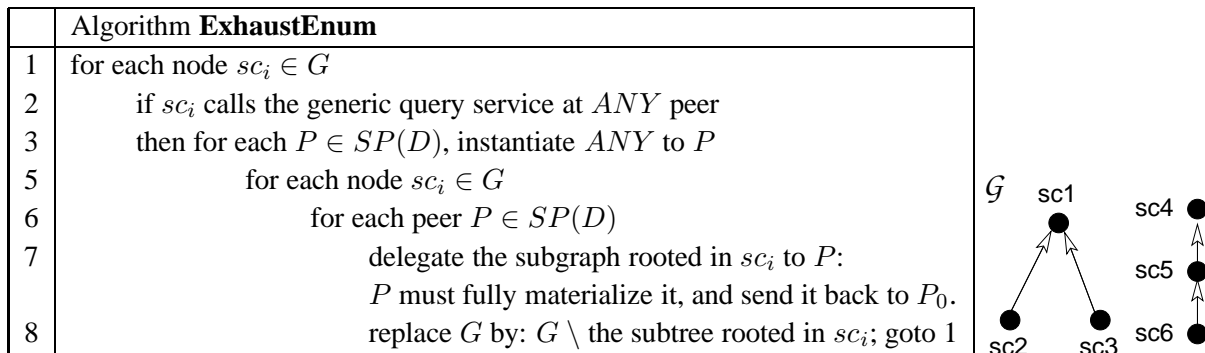 Algorithm ExhaustEnum
1 for each node sc_i ∈ G
2 if sc_i calls the generic query service at ANY peer
3 then for each P ∈ SP(D), instantiate ANY to P
5 for each node sc_i ∈ G
6 for each peer P ∈ SP(D)
7 delegate the subgraph rooted in sc_i to P:
P must fully materialize it, and send it back to P_0.
8 replace G by: G \ the subtree rooted in sc_i; goto 1
𝒢
sc1
sc4
sc5
sc2
sc3
sc6